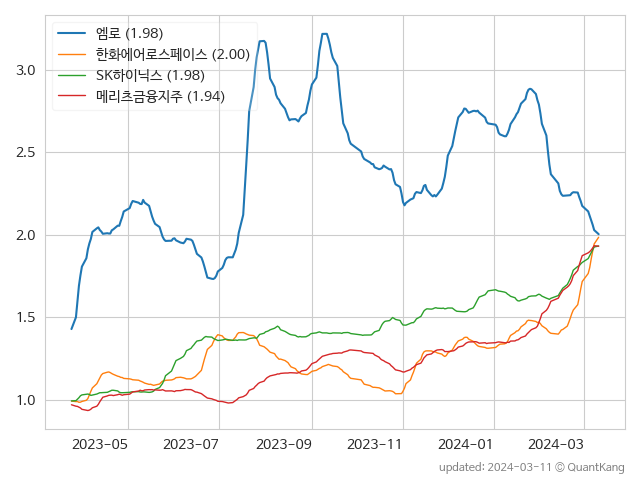 엠로 (1.98)
한화에어로스페이스 (2.00)
SK하이닉스 (1.98)
메리츠금융지주 (1.94)
3.0
2.5
2.0
1.5
1.0
2023-05 2023-07 2023-09 2023-11 2024-01 2024-03
updated: 2024-03-11 © QuantKang